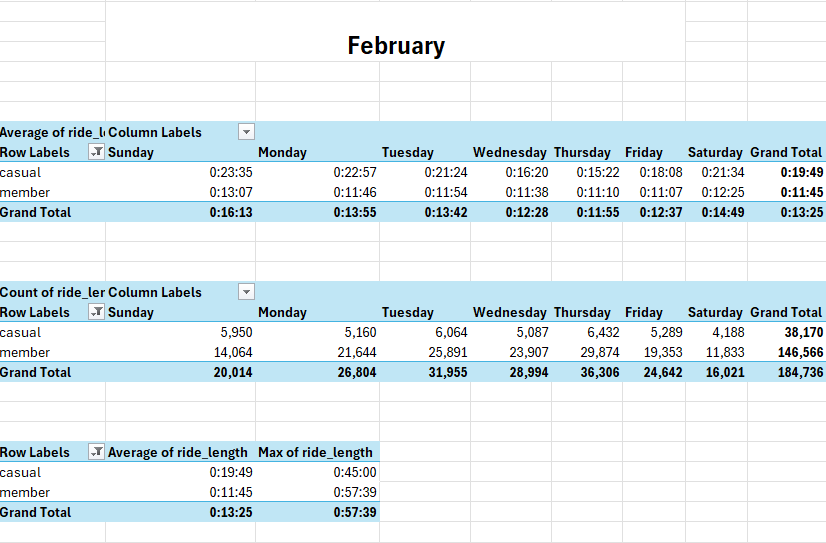 February
Average of ride_l Column Labels
Row Labels Sunday Monday Tuesday Wednesday Thursday Friday Saturday Grand Total
casual 0:23:35 0:22:57 0:21:24 0:16:20 0:15:22 0:18:08 0:21:34 0:19:49
member 0:13:07 0:11:46 0:11:54 0:11:38 0:11:10 0:11:07 0:12:25 0:11:45
Grand Total 0:16:13 0:13:55 0:13:42 0:12:28 0:11:55 0:12:37 0:14:49 0:13:25
Count of ride_ler Column Labels
Row Labels Sunday Monday Tuesday Wednesday Thursday Friday Saturday Grand Total
casual 5,950 5,160 6,064 5,087 6,432 5,289 4,188 38,170
member 14,064 21,644 25,891 23,907 29,874 19,353 11,833 146,566
Grand Total 20,014 26,804 31,955 28,994 36,306 24,642 16,021 184,736
Row Labels Average of ride_length Max of ride_length
casual 0:19:49 0:45:00
member 0:11:45 0:57:39
Grand Total 0:13:25 0:57:39